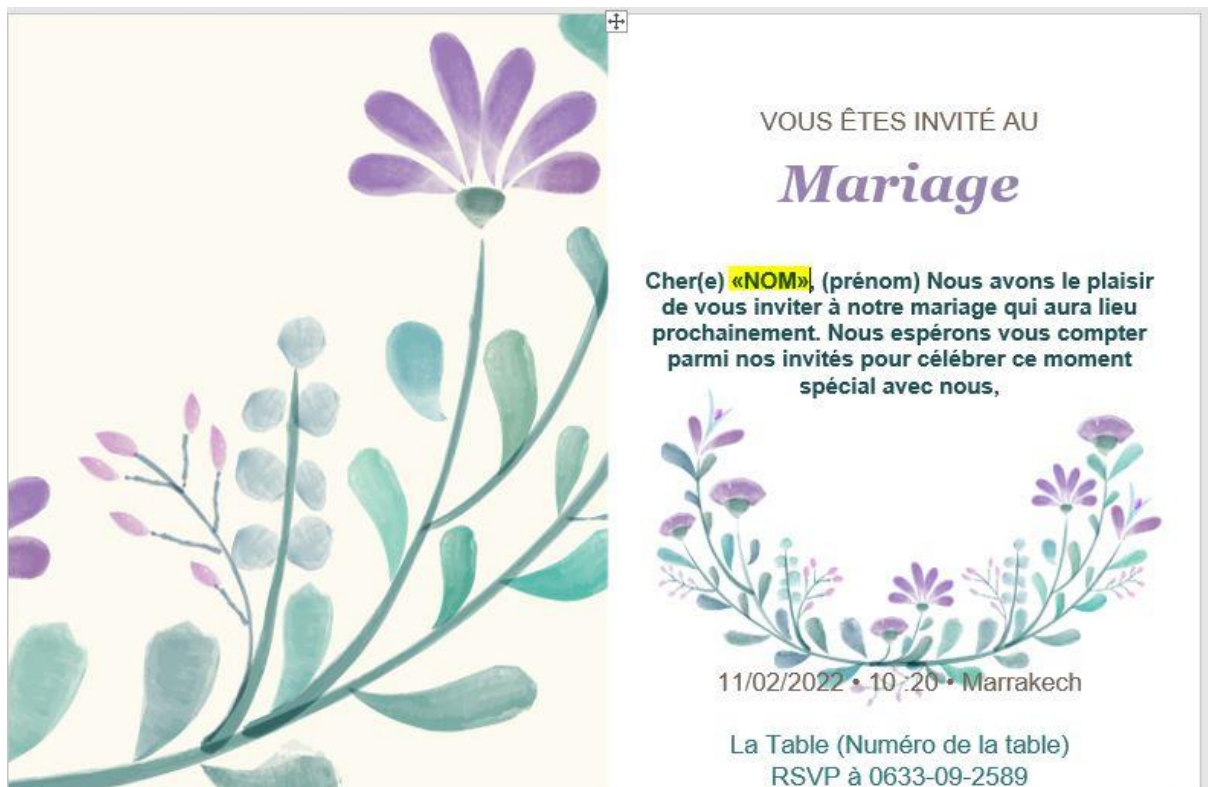 VOUS ÊTES INVITÉ AU
Mariage
Cher(e) «NOM», (prénom) Nous avons le plaisir
de vous inviter à notre mariage qui aura lieu
prochainement. Nous espérons vous compter
parmi nos invités pour célébrer ce moment
spécial avec nous,
11/02/2022 • 10 :20 • Marrakech
La Table (Numéro de la table)
RSVP à 0633-09-2589